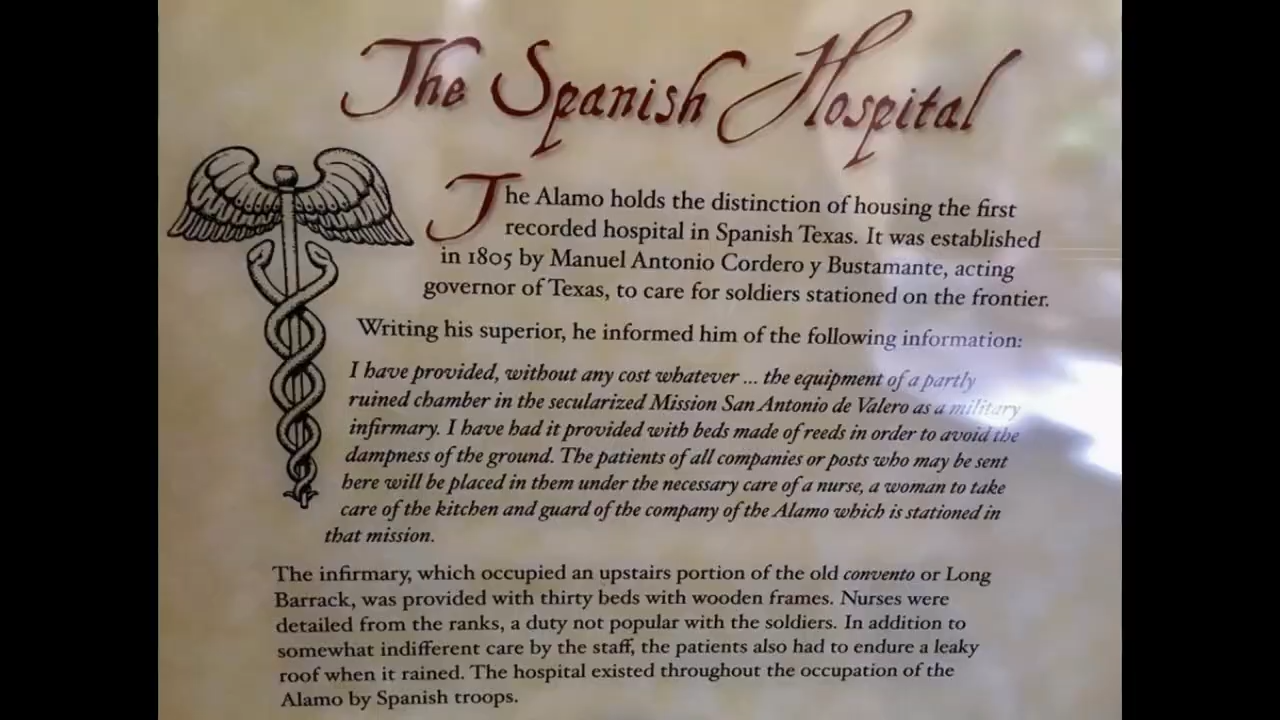 The Spanish Hospital
The Alamo holds the distinction of housing the first
recorded hospital in Spanish Texas. It was established
in 1805 by Manuel Antonio Cordero y Bustamante, acting
governor of Texas, to care for soldiers stationed on the frontier.
Writing his superior, he informed him of the following information:
I have provided, without any cost whatever ... the equipment of a partly
ruined chamber in the secularized Mission San Antonio de Valero as a military
infirmary. I have had it provided with beds made of reeds in order to avoid the
dampness of the ground. The patients of all companies or posts who may be sent
here will be placed in them under the necessary care of a nurse, a woman to take
care of the kitchen and guard of the company of the Alamo which is stationed in
that mission.
The infirmary, which occupied an upstairs portion of the old convento or Long
Barrack, was provided with thirty beds with wooden frames. Nurses were
detailed from the ranks, a duty not popular with the soldiers. In addition to
somewhat indifferent care by the staff, the patients also had to endure a leaky
roof when it rained. The hospital existed throughout the occupation of the
Alamo by Spanish troops.